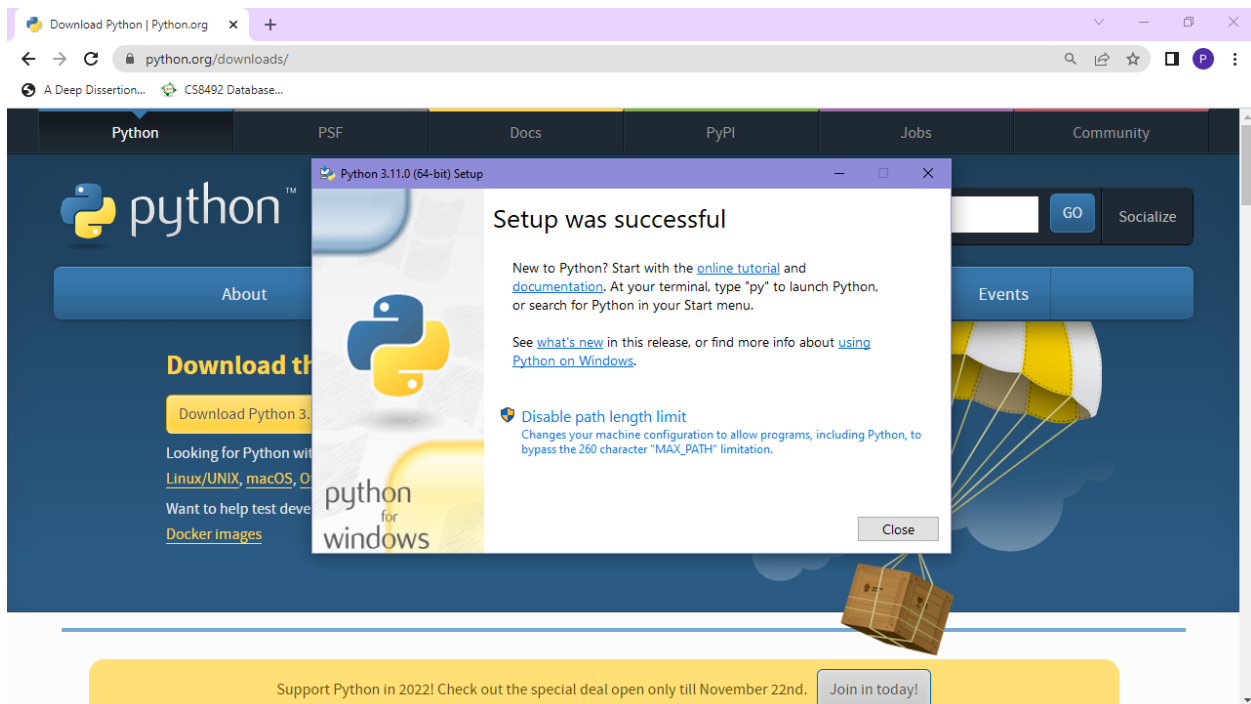 Download Python | Python.org
python.org/downloads/
P
A Deep Dissertion... CS8492 Database...
Python PSF Docs PyPI Jobs Community
python™
GO Socialize
About Events
Download th
Download Python 3.
Looking for Python wit
Linux/UNIX, macOS, O
Want to help test deve
Docker images
Python 3.11.0 (64-bit) Setup
Setup was successful
New to Python? Start with the online tutorial and
documentation. At your terminal, type "py" to launch Python,
or search for Python in your Start menu.
See what's new in this release, or find more info about using
Python on Windows.
Disable path length limit
Changes your machine configuration to allow programs, including Python, to
bypass the 260 character "MAX_PATH" limitation.
python
for
windows
Close
Support Python in 2022! Check out the special deal open only till November 22nd. Join in today!